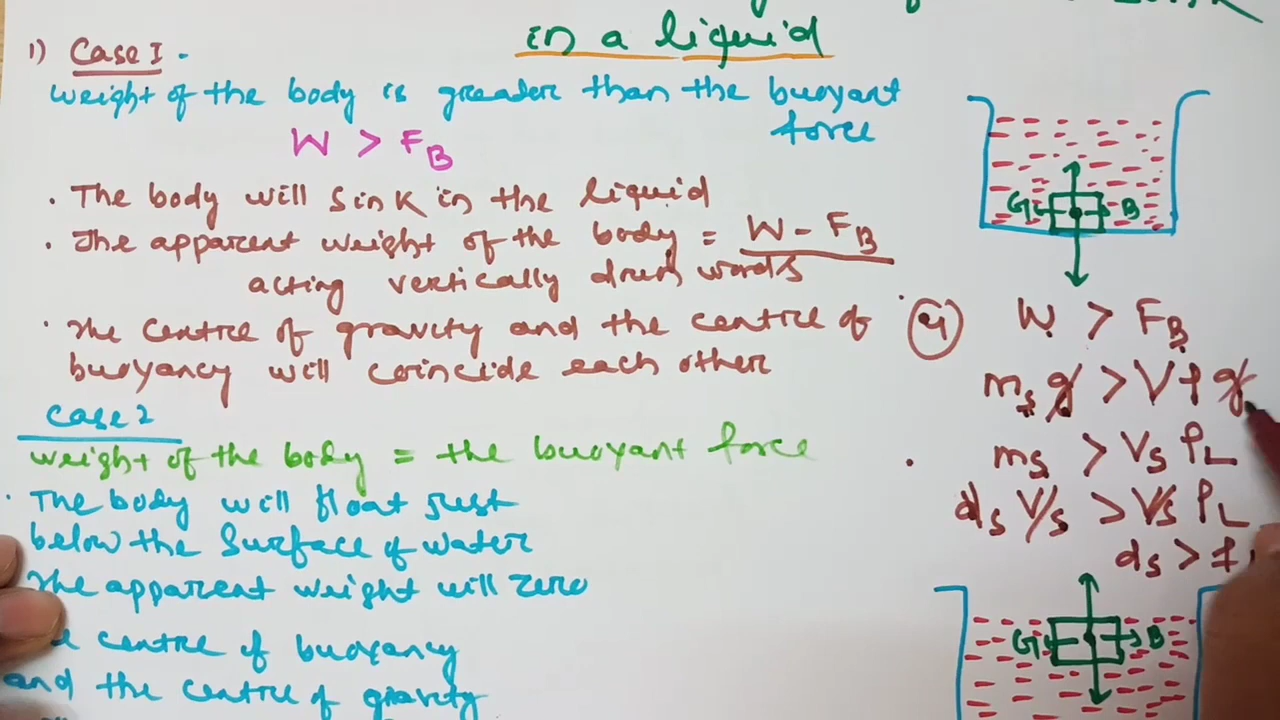 in a liquid
1) Case I -
weight of the body is greater than the buoyant
force
W > F_B
. The body will sink in the liquid
. The apparent weight of the body = W - F_B
acting vertically down words
. The centre of gravity and the centre of
buoyancy will coincide each other
Case 2
weight of the body = the buoyant force
. The body will float just
below the surface of water
The apparent weight will zero
centre of buoyancy
and the centre of gravity
G B
4) W > F_B
m_s g > V ρ g
m_s > V_s ρ_L
d_s V_s > V_s ρ_L
d_s > ρ
G B